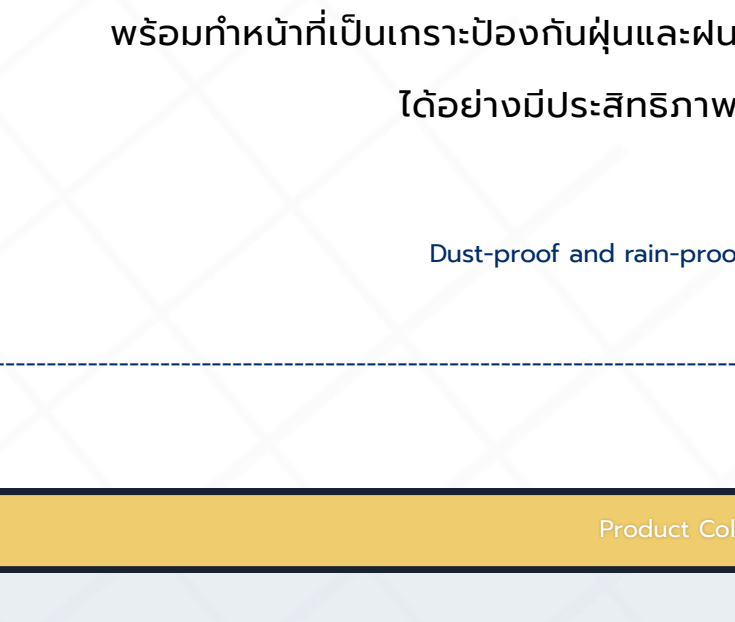 พร้อมทำหน้าที่เป็นเกราะป้องกันฝุ่นและฝน
ได้อย่างมีประสิทธิภาพ
Dust-proof and rain-proo
Product Col